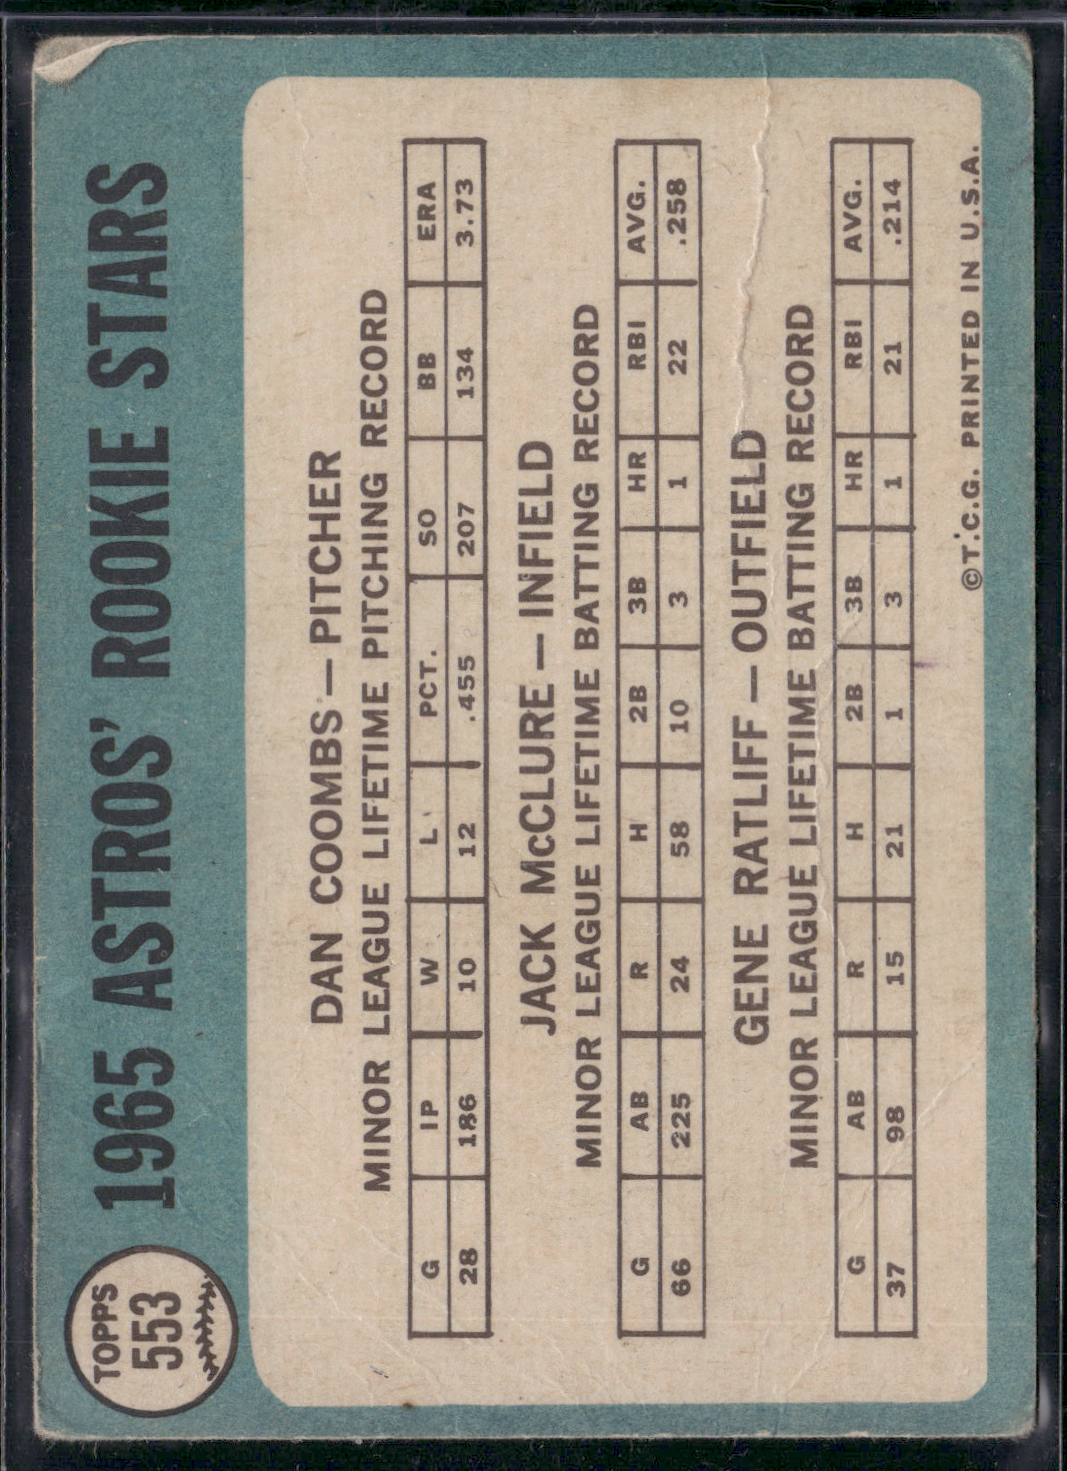 TOPPS
553
1965 ASTROS' ROOKIE STARS
DAN COOMBS—PITCHER
MINOR LEAGUE LIFETIME PITCHING RECORD
G IP W L PCT. SO BB ERA
28 186 10 12 .455 207 134 3.73
JACK McCLURE—INFIELD
MINOR LEAGUE LIFETIME BATTING RECORD
G AB R H 2B 3B HR RBI AVG.
66 225 24 58 10 3 1 22 .258
GENE RATLIFF—OUTFIELD
MINOR LEAGUE LIFETIME BATTING RECORD
G AB R H 2B 3B HR RBI AVG.
37 98 15 21 1 3 1 21 .214
©T.C.G. PRINTED IN U.S.A.